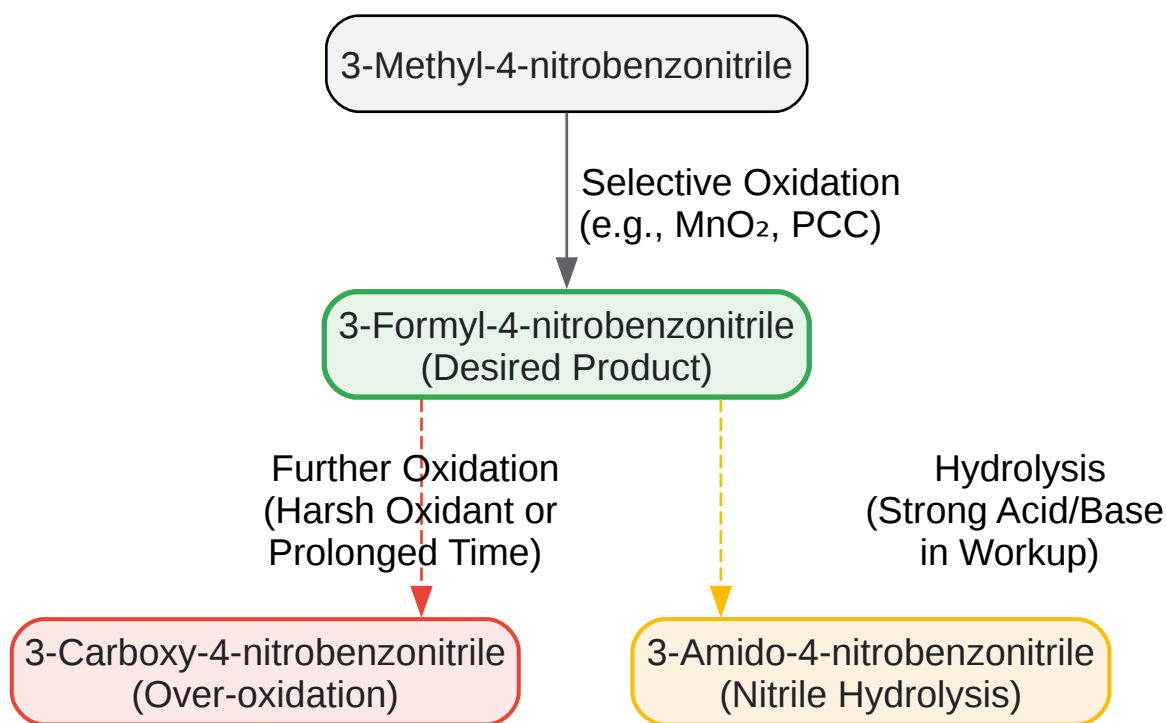 3-Methyl-4-nitrobenzonitrile
Selective Oxidation
(e.g., MnO₂, PCC)
3-Formyl-4-nitrobenzonitrile
(Desired Product)
Further Oxidation
(Harsh Oxidant or
Prolonged Time)
Hydrolysis
(Strong Acid/Base
in Workup)
3-Carboxy-4-nitrobenzonitrile
(Over-oxidation)
3-Amido-4-nitrobenzonitrile
(Nitrile Hydrolysis)